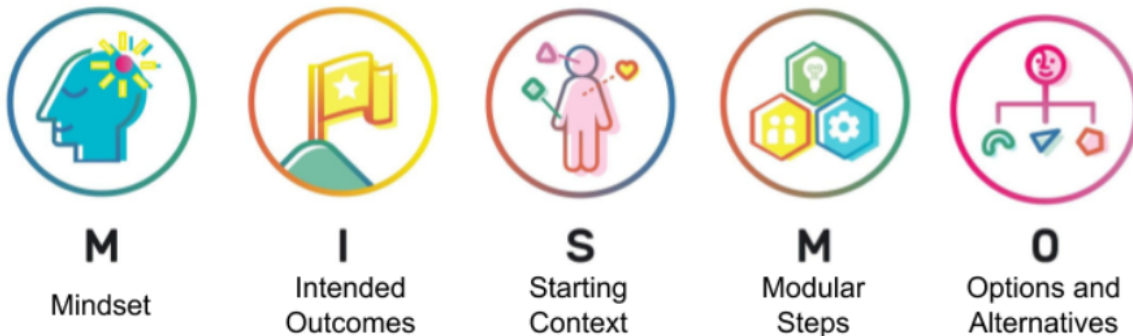 M
Mindset
I
Intended
Outcomes
S
Starting
Context
M
Modular
Steps
O
Options and
Alternatives